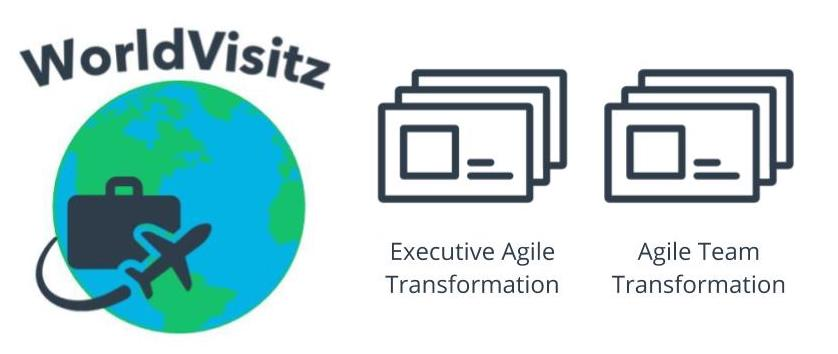 WorldVisitz
Executive Agile
Transformation
Agile Team
Transformation